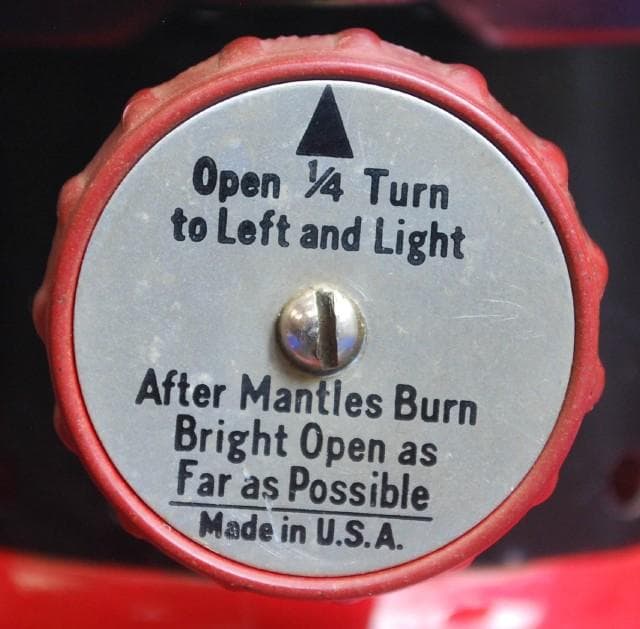 Open ¼ Turn
to Left and Light
After Mantles Burn
Bright Open as
Far as Possible
Made in U.S.A.